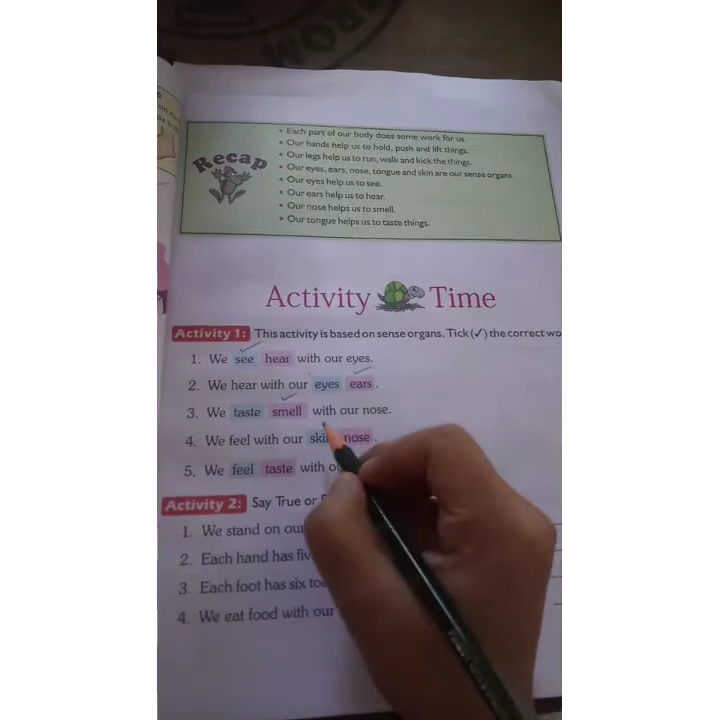 Recap
• Each part of our body does some work for us.
• Our hands help us to hold, push and lift things.
• Our legs help us to run, walk and kick the things.
• Our eyes, ears, nose, tongue and skin are our sense organs.
• Our eyes help us to see.
• Our ears help us to hear.
• Our nose helps us to smell.
• Our tongue helps us to taste things.
Activity Time
Activity 1: This activity is based on sense organs. Tick (✓) the correct
1. We see hear with our eyes.
2. We hear with our eyes ears.
3. We taste smell with our nose.
4. We feel with our skin nose.
5. We feel taste with
Activity 2: Say True or
1. We stand on our
2. Each hand has
3. Each foot has six
4. We eat food with our